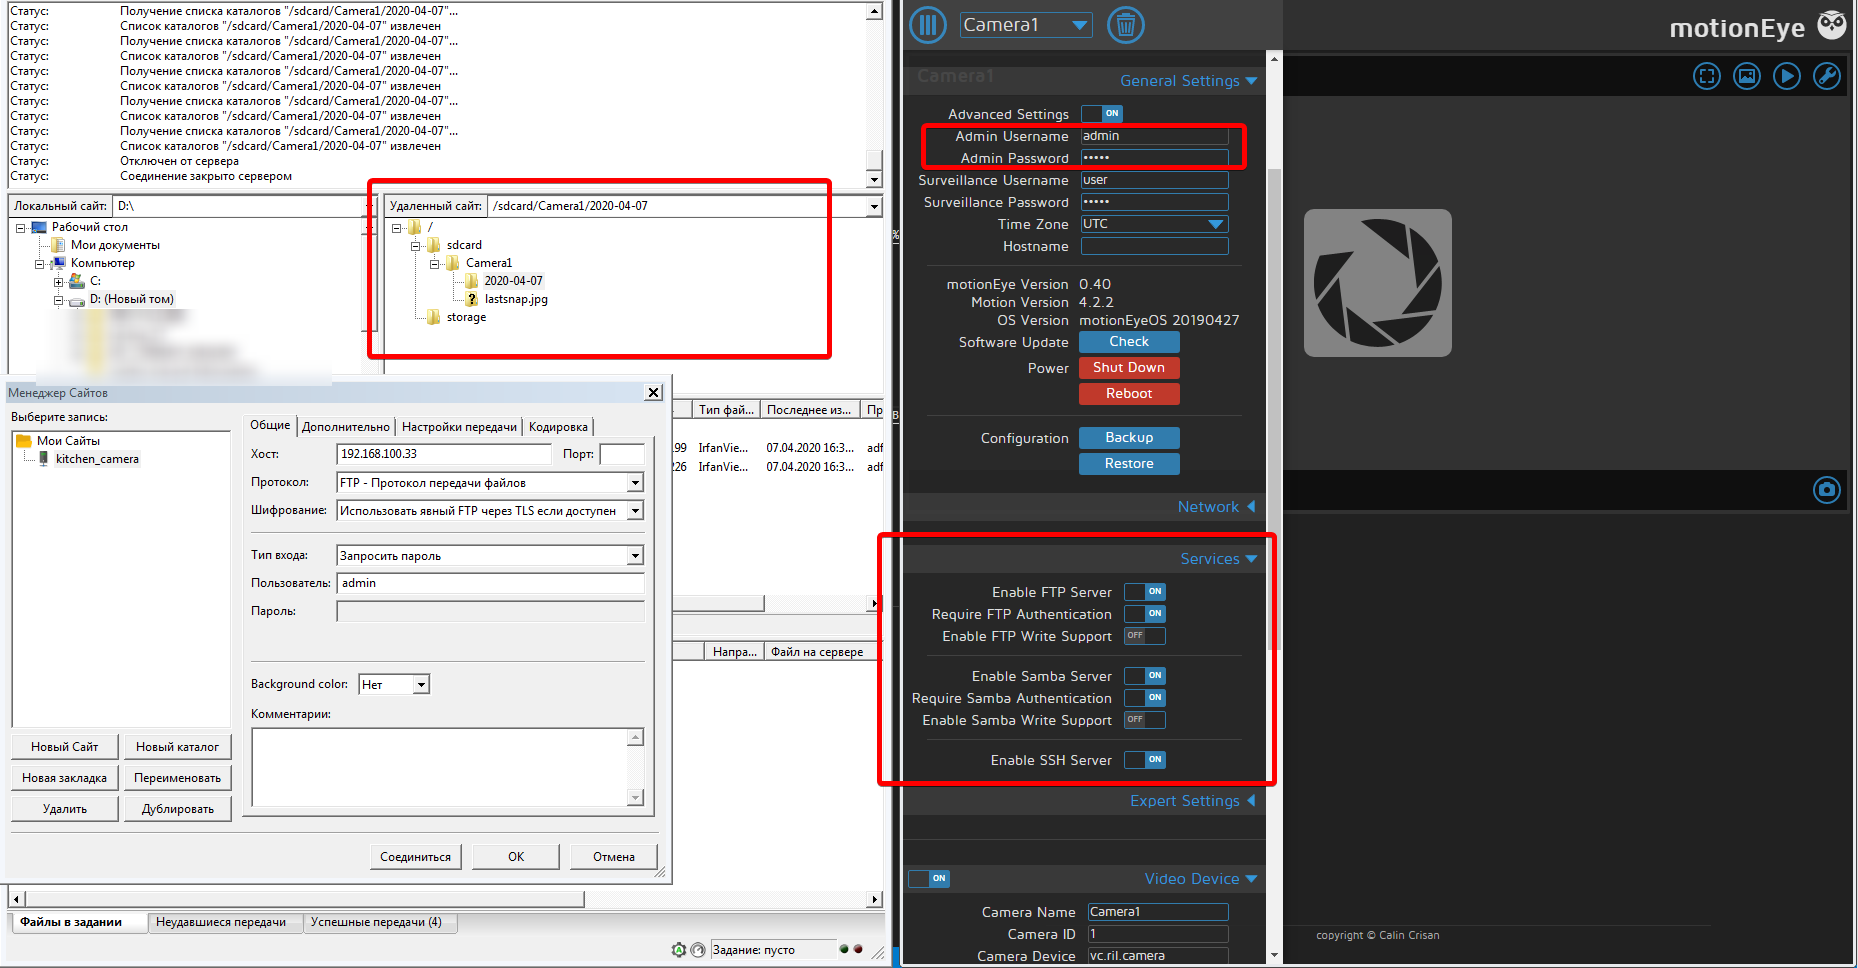 Статус: Получение списка каталогов "/sdcard/Camera1/2020-04-07"...
Статус: Список каталогов "/sdcard/Camera1/2020-04-07" извлечен
Статус: Получение списка каталогов "/sdcard/Camera1/2020-04-07"...
Статус: Список каталогов "/sdcard/Camera1/2020-04-07" извлечен
Статус: Получение списка каталогов "/sdcard/Camera1/2020-04-07"...
Статус: Список каталогов "/sdcard/Camera1/2020-04-07" извлечен
Статус: Получение списка каталогов "/sdcard/Camera1/2020-04-07"...
Статус: Список каталогов "/sdcard/Camera1/2020-04-07" извлечен
Статус: Получение списка каталогов "/sdcard/Camera1/2020-04-07"...
Статус: Список каталогов "/sdcard/Camera1/2020-04-07" извлечен
Статус: Отключен от сервера
Статус: Соединение закрыто сервером
Локальный сайт: D:\
Рабочий стол
Мои документы
Компьютер
C:
D: (Новый том)
Удаленный сайт: /sdcard/Camera1/2020-04-07
/
sdcard
Camera1
2020-04-07
lastsnap.jpg
storage
Тип фай... Последнее из... Пр
99 IrfanVie... 07.04.2020 16:3... adf
26 IrfanVie... 07.04.2020 16:3... adf
Напра... Файл на сервере
Менеджер Сайтов
Выберите запись:
Мои Сайты
kitchen_camera
Новый Сайт Новый каталог
Новая закладка Переименовать
Удалить Дублировать
Общие Дополнительно Настройки передачи Кодировка
Хост: 192.168.100.33 Порт:
Протокол: FTP - Протокол передачи файлов
Шифрование: Использовать явный FTP через TLS если доступен
Тип входа: Запросить пароль
Пользователь: admin
Пароль:
Background color: Нет
Комментарии:
Соединиться OK Отмена
Файлы в задании Неудавшиеся передачи Успешные передачи (4)
Задание: пусто
%
B
Camera1
motionEye
Camera1
General Settings
Advanced Settings ON
Admin Username admin
Admin Password •••••
Surveillance Username user
Surveillance Password •••••
Time Zone UTC
Hostname
motionEye Version 0.40
Motion Version 4.2.2
OS Version motionEyeOS 20190427
Software Update Check
Power Shut Down
Reboot
Configuration Backup
Restore
Network
Services
Enable FTP Server ON
Require FTP Authentication ON
Enable FTP Write Support OFF
Enable Samba Server ON
Require Samba Authentication ON
Enable Samba Write Support OFF
Enable SSH Server ON
Expert Settings
ON Video Device
Camera Name Camera1
Camera ID 1
Camera Device vc.ril.camera
copyright © Calin Crisan